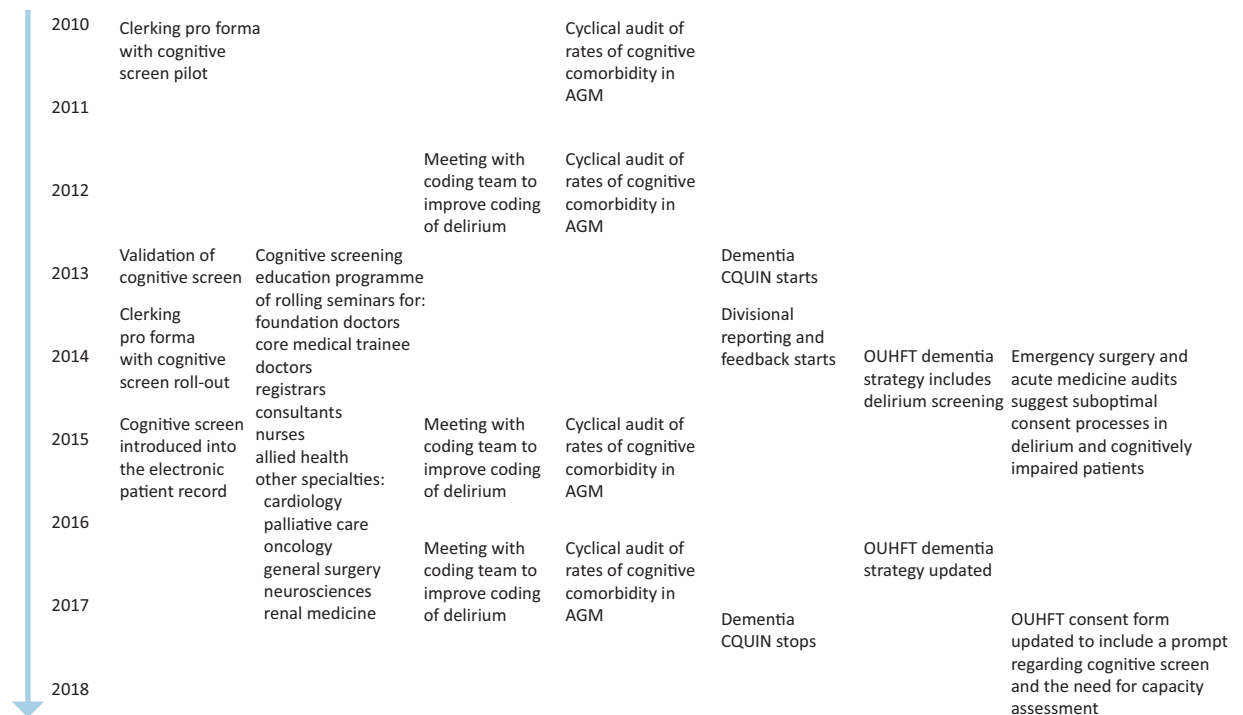 2010
2011
2012
2013
2014
2015
2016
2017
2018
Clerking pro forma
with cognitive
screen pilot
Validation of
cognitive screen
Clerking
pro forma
with cognitive
screen roll-out
Cognitive screen
introduced into
the electronic
patient record
Cognitive screening
education programme
of rolling seminars for:
foundation doctors
core medical trainee
doctors
registrars
consultants
nurses
allied health
other specialties:
cardiology
palliative care
oncology
general surgery
neurosciences
renal medicine
Meeting with
coding team to
improve coding
of delirium
Meeting with
coding team to
improve coding
of delirium
Meeting with
coding team to
improve coding
of delirium
Cyclical audit of
rates of cognitive
comorbidity in
AGM
Cyclical audit of
rates of cognitive
comorbidity in
AGM
Cyclical audit of
rates of cognitive
comorbidity in
AGM
Cyclical audit of
rates of cognitive
comorbidity in
AGM
Dementia
CQUIN starts
Divisional
reporting and
feedback starts
Dementia
CQUIN stops
OUHFT dementia
strategy includes
delirium screening
OUHFT dementia
strategy updated
Emergency surgery and
acute medicine audits
suggest suboptimal
consent processes in
delirium and cognitively
impaired patients
OUHFT consent form
updated to include a prompt
regarding cognitive screen
and the need for capacity
assessment